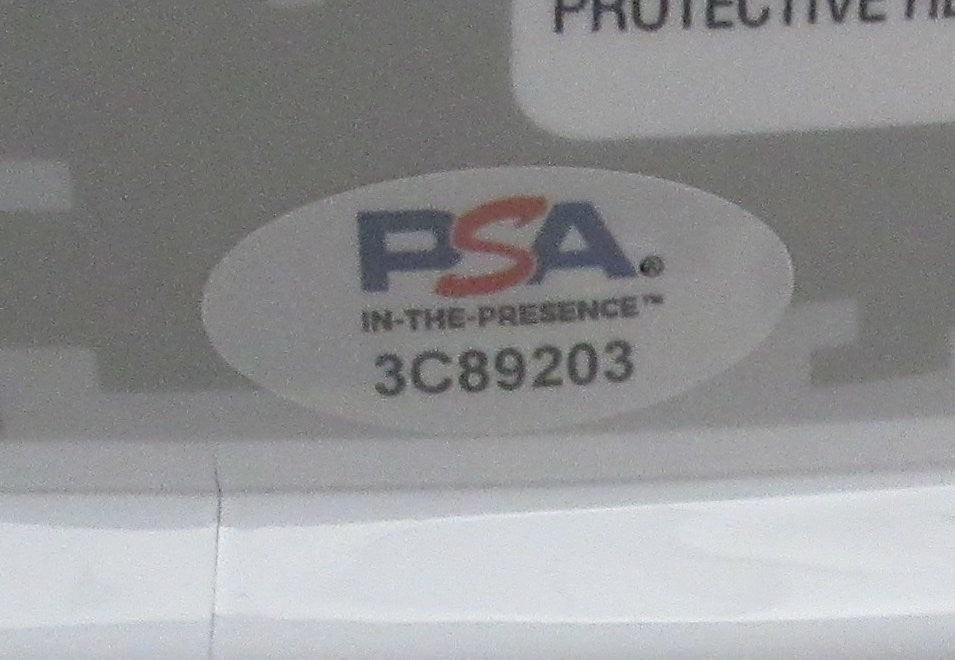 PROTECTIVE
PSA®
IN-THE-PRESENCE™
3C89203